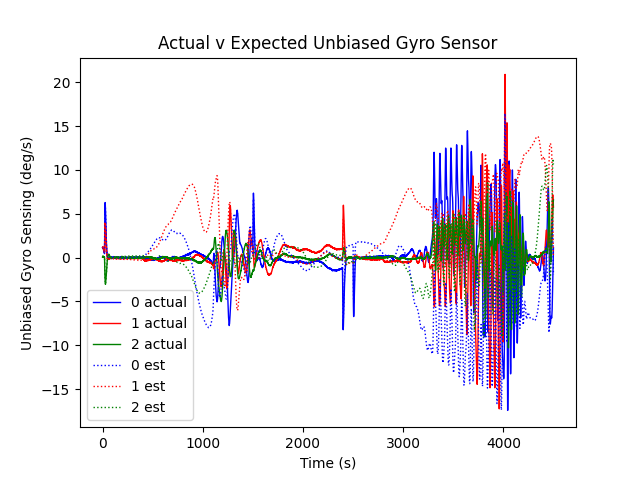 Actual v Expected Unbiased Gyro Sensor
Unbiased Gyro Sensing (deg/s)
20
15
10
5
0
−5
−10
−15
0 actual
1 actual
2 actual
0 est
1 est
2 est
0 1000 2000 3000 4000
Time (s)